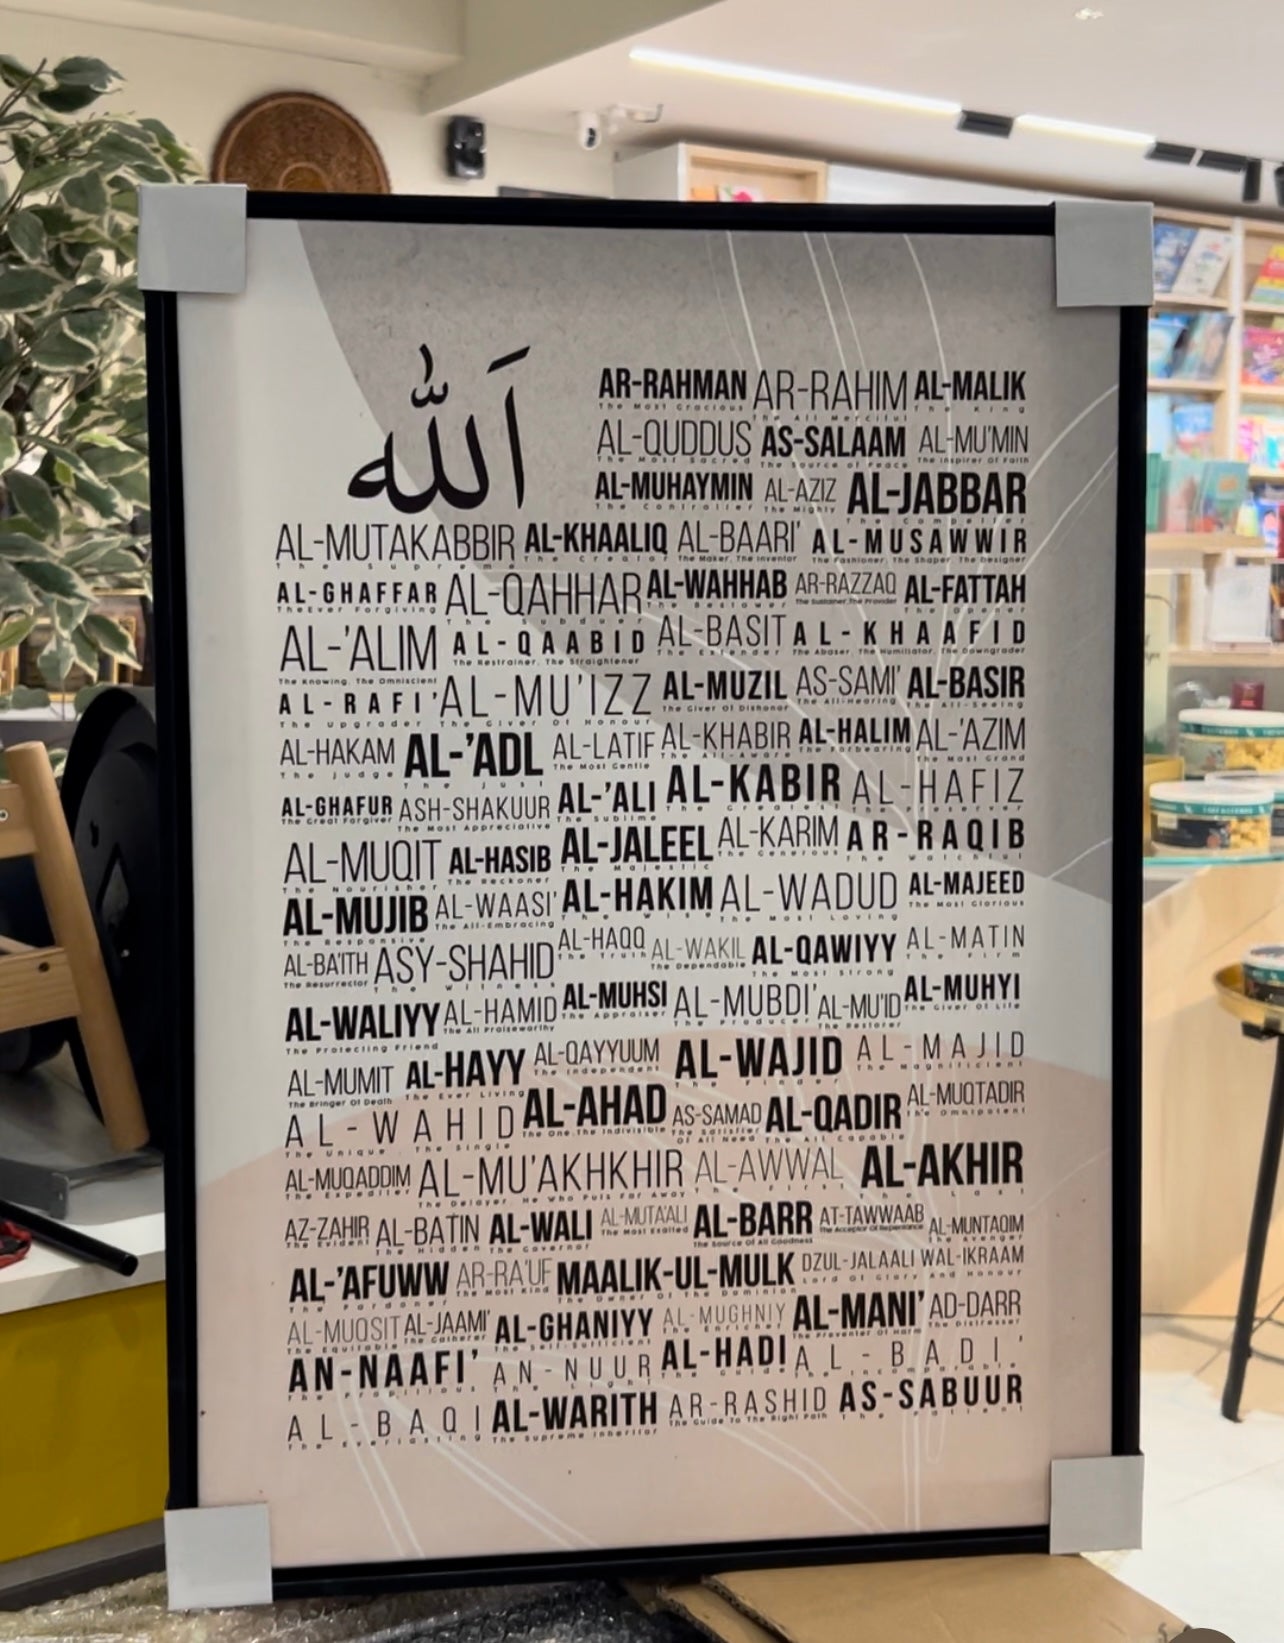 اَللّٰه
AR-RAHMAN AR-RAHIM AL-MALIK
The Most Gracious The All Merciful The King
AL-QUDDUS AS-SALAAM AL-MU'MIN
The Most Sacred The Source of Peace The Inspirer Of Faith
AL-MUHAYMIN AL-AZIZ AL-JABBAR
The Controller The Mighty The Compeller
AL-MUTAKABBIR AL-KHAALIQ AL-BAARI' AL-MUSAWWIR
The Supreme The Creator The Maker, The Inventor The Fashioner, The Shaper, The Designer
AL-GHAFFAR AL-QAHHAR AL-WAHHAB AR-RAZZAQ AL-FATTAH
The Ever Forgiving The Subduer The Bestower The Sustainer, The Provider The Opener
AL-'ALIM AL-QAABID AL-BASIT AL-KHAAFID
The Knowing, The Omniscient The Restrainer, The Straightener The Extender The Abaser, The Humiliator, The Downgrader
AL-RAFI' AL-MU'IZZ AL-MUZIL AS-SAMI' AL-BASIR
The Upgrader The Giver Of Honour The Giver Of Dishonor The All-Hearing The All-Seeing
AL-HAKAM AL-'ADL AL-LATIF AL-KHABIR AL-HALIM AL-'AZIM
The Judge The Just The Most Gentle The All-Aware The Forbearing The Most Grand
AL-GHAFUR ASH-SHAKUUR AL-'ALI AL-KABIR AL-HAFIZ
The Great Forgiver The Most Appreciative The Sublime The Greatest The Preserver
AL-MUQIT AL-HASIB AL-JALEEL AL-KARIM AR-RAQIB
The Nourisher The Reckoner The Majestic The Generous The Watchful
AL-MUJIB AL-WAASI' AL-HAKIM AL-WADUD AL-MAJEED
The Responsive The All-Embracing The Wise The Most Loving The Most Glorious
AL-BA'ITH ASY-SHAHID AL-HAQQ AL-WAKIL AL-QAWIYY AL-MATIN
The Resurrector The Witness The Truth The Dependable The Most Strong The Firm
AL-WALIYY AL-HAMID AL-MUHSI AL-MUBDI' AL-MU'ID AL-MUHYI
The Protecting Friend The All Praiseworthy The Appraiser The Producer The Restorer The Giver Of Life
AL-MUMIT AL-HAYY AL-QAYYUUM AL-WAJID AL-MAJID
The Bringer Of Death The Ever Living The Independent The Finder The Magnificient
AL-WAHID AL-AHAD AS-SAMAD AL-QADIR AL-MUQTADIR
The Unique, The Single The One, The Indivisible The Satisfier Of All Need The All Capable The Omnipotent
AL-MUQADDIM AL-MU'AKHKHIR AL-AWWAL AL-AKHIR
The Expediter The Delayer, He Who Puts Far Away The First The Last
AZ-ZAHIR AL-BATIN AL-WALI AL-MUTA'ALI AL-BARR AT-TAWWAAB AL-MUNTAQIM
The Evident The Hidden The Governor The Most Exalted The Source Of All Goodness The Acceptor Of Repentance The Avenger
AL-'AFUWW AR-RA'UF MAALIK-UL-MULK DZUL-JALAALI WAL-IKRAAM
The Pardoner The Most Kind The Owner Of The Dominion Lord Of Glory And Honour
AL-MUQSIT AL-JAAMI' AL-GHANIYY AL-MUGHNIY AL-MANI' AD-DARR
The Equitable The Gatherer The Self-Sufficient The Enricher The Preventer Of Harm The Distresser
AN-NAAFI' AN-NUUR AL-HADI AL-BADI'
The Propitious The Light The Guide The Incomparable
AL-BAQI AL-WARITH AR-RASHID AS-SABUUR
The Everlasting The Supreme Inheritor The Guide To The Right Path The Patient